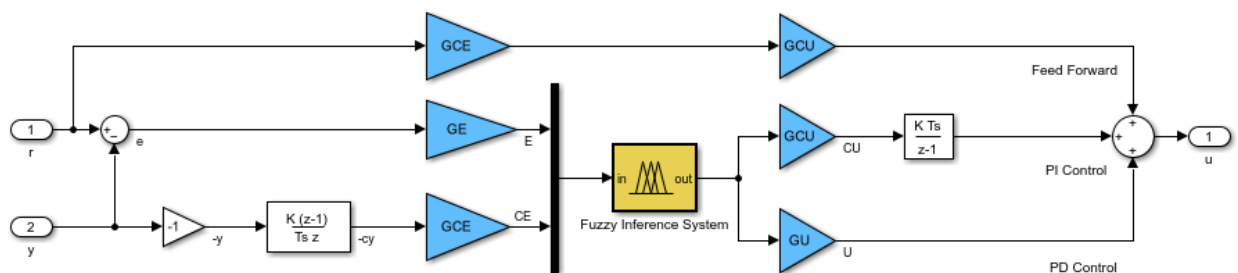 GCE
GCU
Feed Forward
1
r
+
−
e
GE
E
in
out
Fuzzy Inference System
GCU
CU
K Ts
z-1
PI Control
+
+
+
1
u
2
y
-1
-y
K (z-1)
Ts z
-cy
GCE
CE
GU
U
PD Control